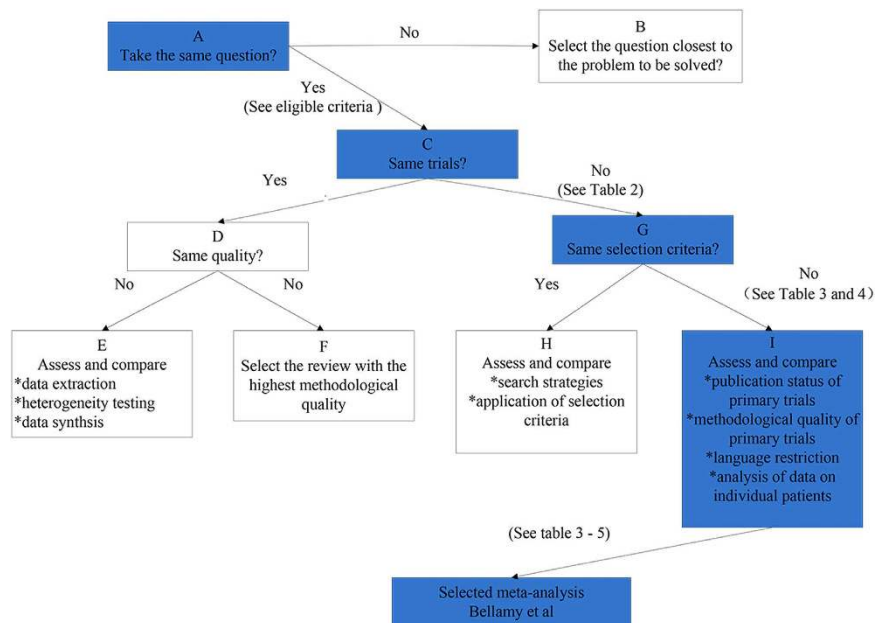 A
Take the same question?
No
B
Select the question closest to
the problem to be solved?
Yes
(See eligible criteria )
C
Same trials?
Yes
No
(See Table 2)
D
Same quality?
G
Same selection criteria?
No
No
Yes
No
(See Table 3 and 4)
E
Assess and compare
*data extraction
*heterogeneity testing
*data synthsis
F
Select the review with the
highest methodological
quality
H
Assess and compare
*search strategies
*application of selection
criteria
I
Assess and compare
*publication status of
primary trials
*methodological quality of
primary trials
*language restriction
*analysis of data on
individual patients
(See table 3 - 5)
Selected meta-analysis
Bellamy et al